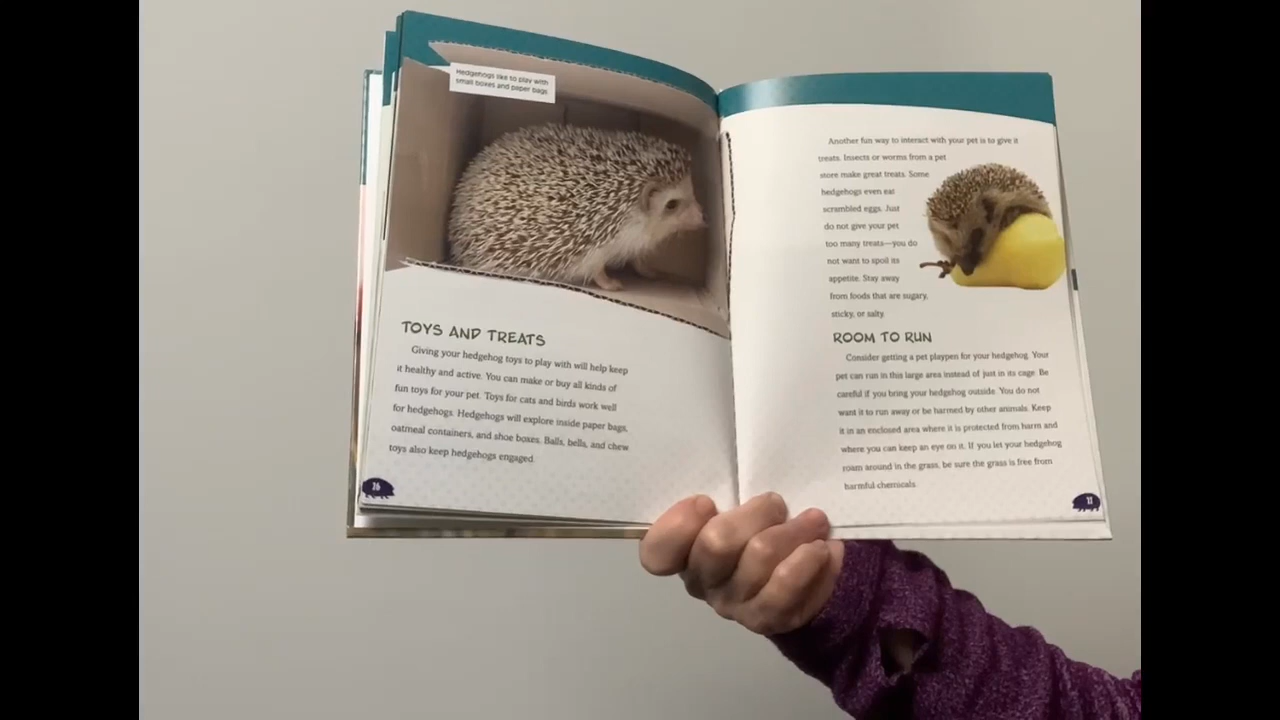 Hedgehogs like to play with
small boxes and paper bags.
TOYS AND TREATS
Giving your hedgehog toys to play with will help keep
it healthy and active. You can make or buy all kinds of
fun toys for your pet. Toys for cats and birds work well
for hedgehogs. Hedgehogs will explore inside paper bags,
oatmeal containers, and shoe boxes. Balls, bells, and chew
toys also keep hedgehogs engaged.
16
Another fun way to interact with your pet is to give it
treats. Insects or worms from a pet
store make great treats. Some
hedgehogs even eat
scrambled eggs. Just
do not give your pet
too many treats—you do
not want to spoil its
appetite. Stay away
from foods that are sugary,
sticky, or salty.
ROOM TO RUN
Consider getting a pet playpen for your hedgehog. Your
pet can run in this large area instead of just in its cage. Be
careful if you bring your hedgehog outside. You do not
want it to run away or be harmed by other animals. Keep
it in an enclosed area where it is protected from harm and
where you can keep an eye on it. If you let your hedgehog
roam around in the grass, be sure the grass is free from
harmful chemicals.
17